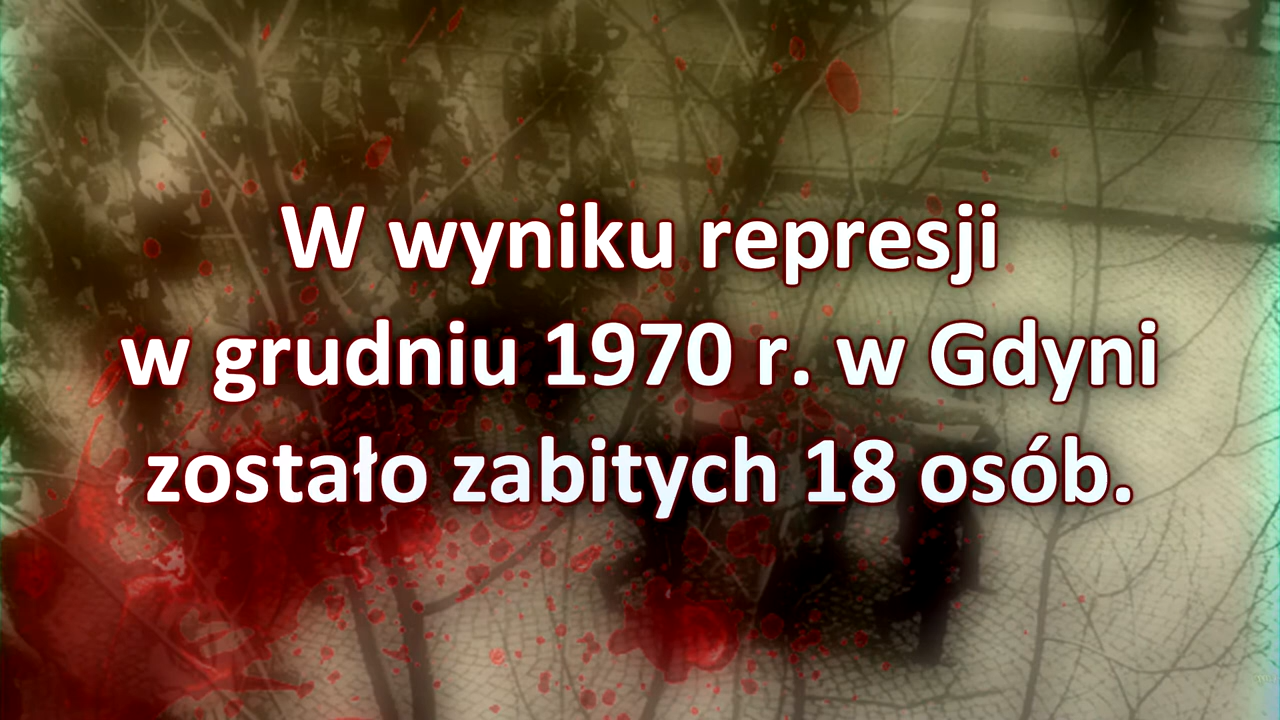 W wyniku represji
w grudniu 1970 r. w Gdyni
zostało zabitych 18 osób.